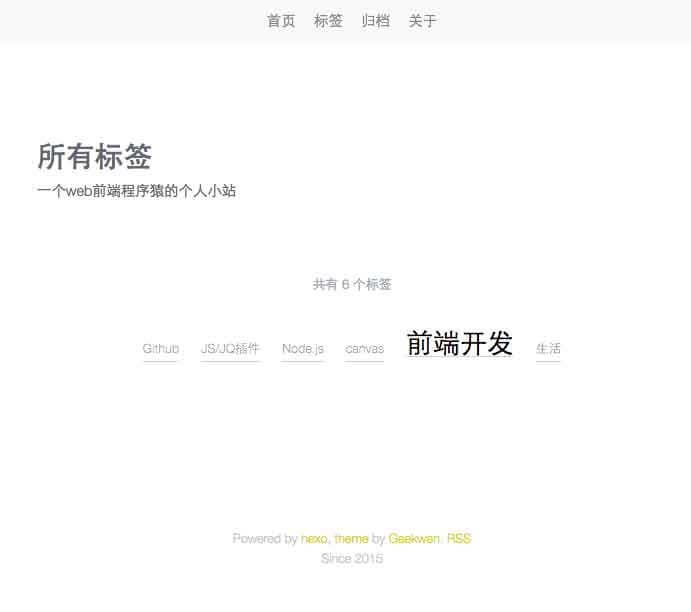 首页 标签 归档 关于
所有标签
一个web前端程序猿的个人小站
共有 6 个标签
Github JS/JQ插件 Node.js canvas 前端开发 生活
Powered by hexo, theme by Geekwen. RSS
Since 2015